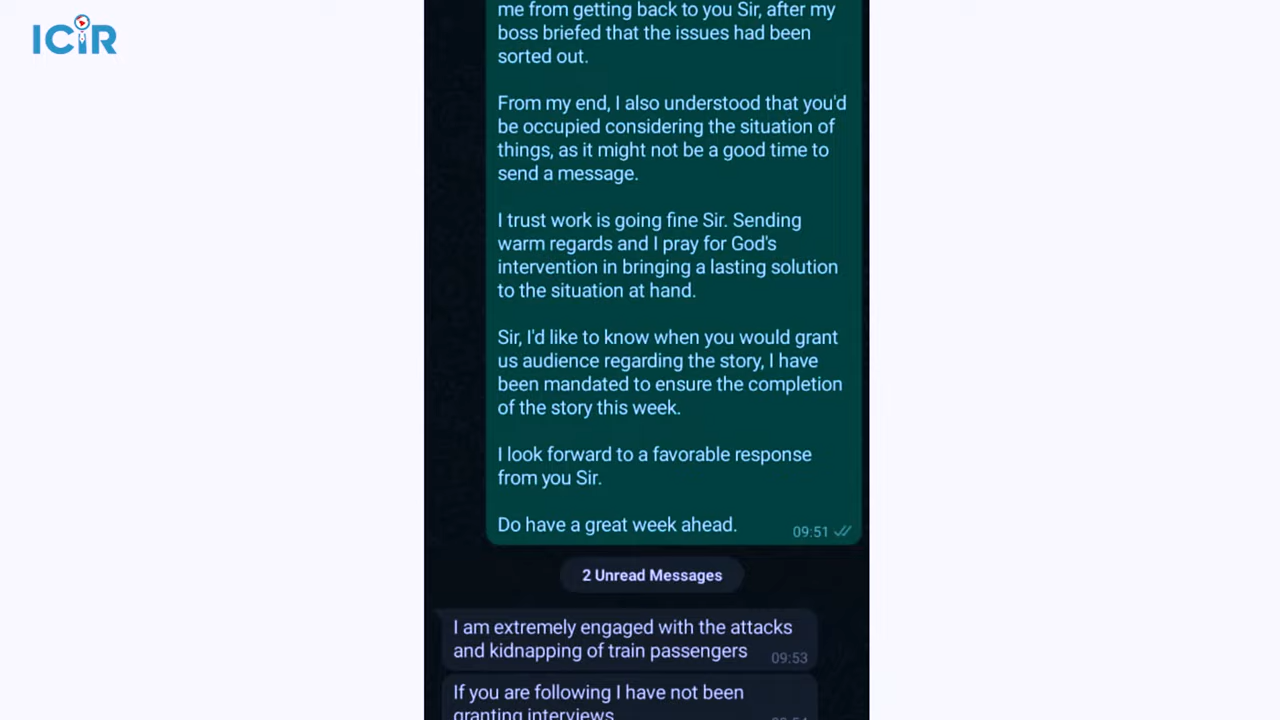 ICIR
me from getting back to you Sir, after my
boss briefed that the issues had been
sorted out.
From my end, I also understood that you'd
be occupied considering the situation of
things, as it might not be a good time to
send a message.
I trust work is going fine Sir. Sending
warm regards and I pray for God's
intervention in bringing a lasting solution
to the situation at hand.
Sir, I'd like to know when you would grant
us audience regarding the story, I have
been mandated to ensure the completion
of the story this week.
I look forward to a favorable response
from you Sir.
Do have a great week ahead.
09:51
2 Unread Messages
I am extremely engaged with the attacks
and kidnapping of train passengers
09:53
If you are following I have not been
granting interviews